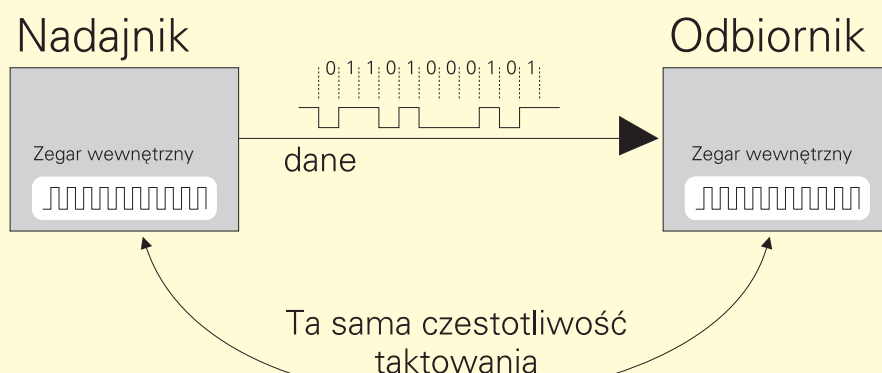 Nadajnik
Odbiornik
0 1 1 0 1 0 0 0 1 0 1
Zegar wewnętrzny
dane
Zegar wewnętrzny
Ta sama czestotliwość
taktowania